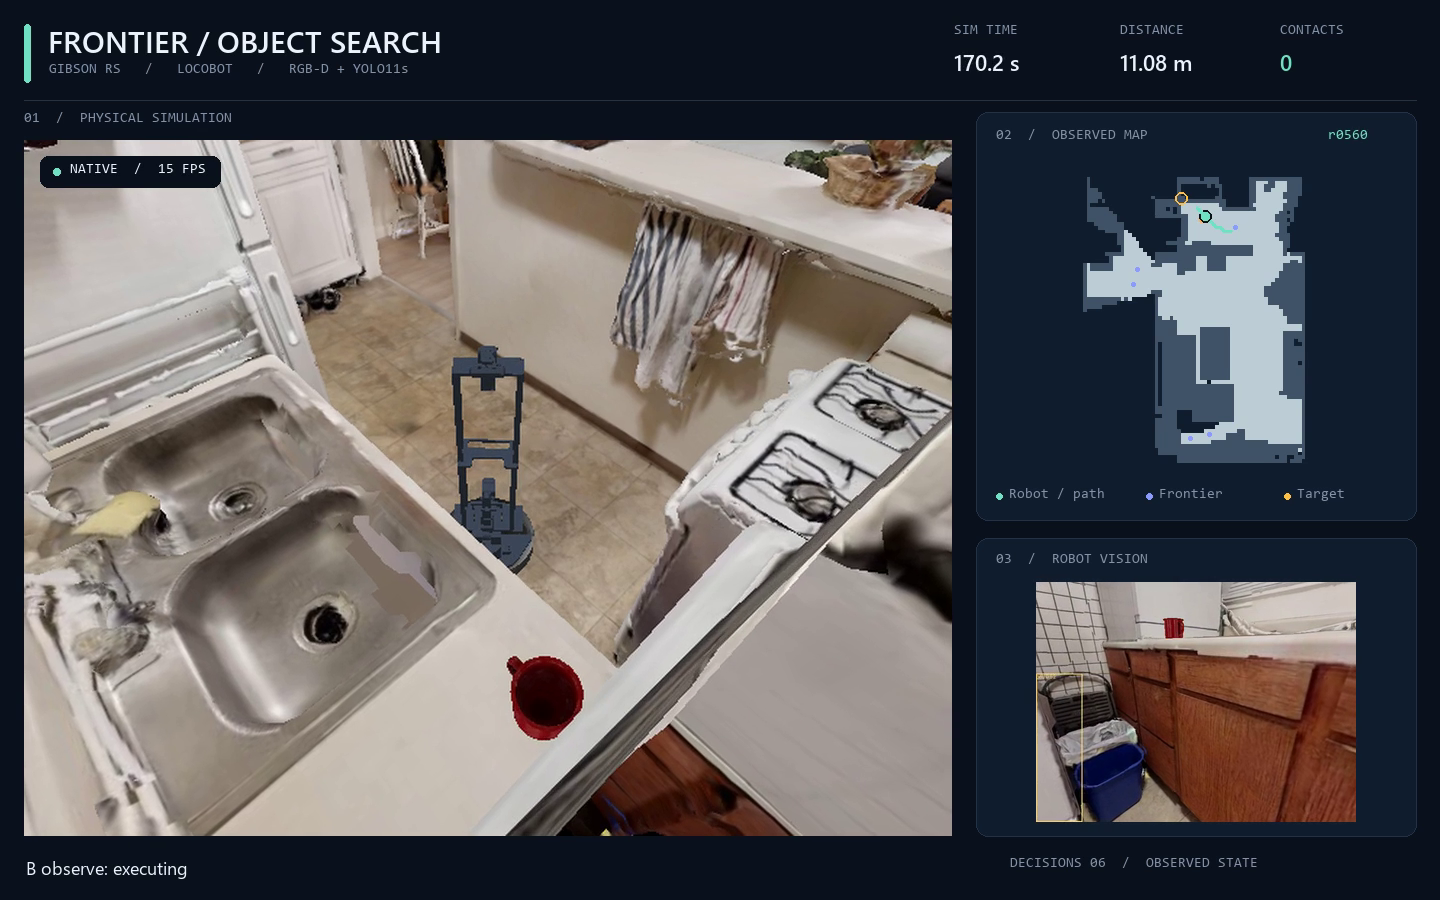 FRONTIER / OBJECT SEARCH
GIBSON RS / LOCOBOT / RGB-D + YOLO11s
SIM TIME
170.2 s
DISTANCE
11.08 m
CONTACTS
0
01 / PHYSICAL SIMULATION
NATIVE / 15 FPS
02 / OBSERVED MAP
r0560
Robot / path
Frontier
Target
03 / ROBOT VISION
B observe: executing
DECISIONS 06 / OBSERVED STATE